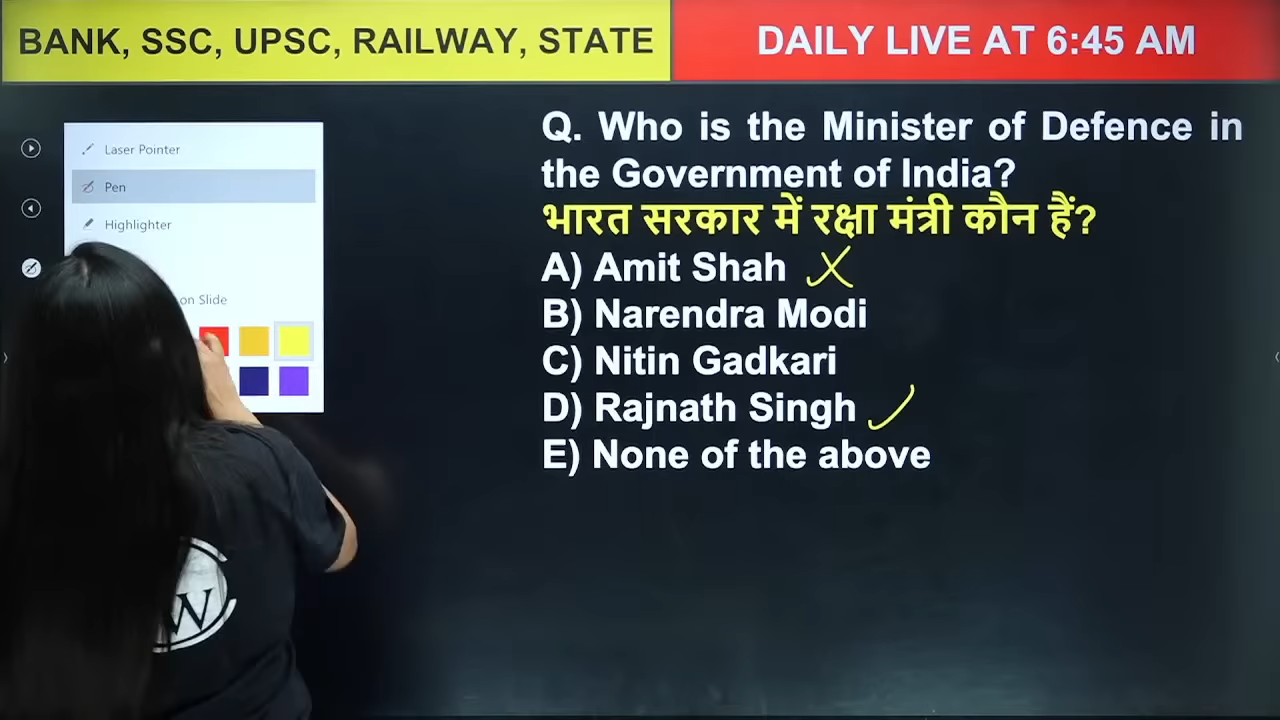 BANK, SSC, UPSC, RAILWAY, STATE
DAILY LIVE AT 6:45 AM
Laser Pointer
Pen
Highlighter
on Slide
Q. Who is the Minister of Defence in
the Government of India?
भारत सरकार में रक्षा मंत्री कौन हैं?
A) Amit Shah
B) Narendra Modi
C) Nitin Gadkari
D) Rajnath Singh
E) None of the above
W